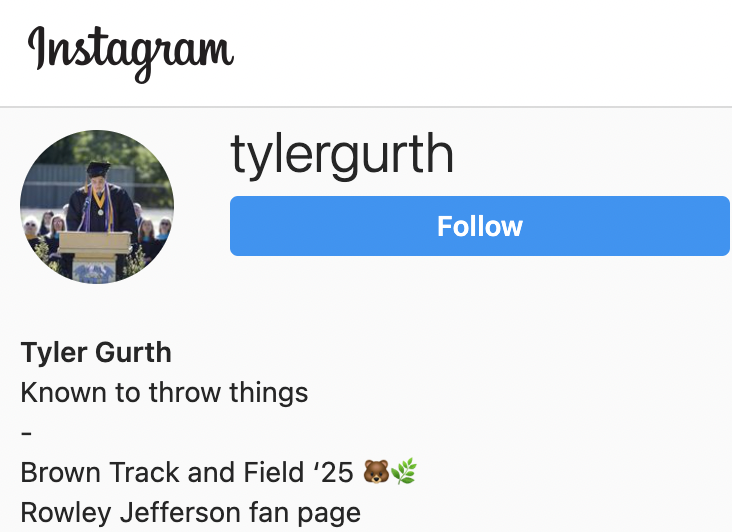 Instagram
tylergurth
Follow
Tyler Gurth
Known to throw things
-
Brown Track and Field ‘25 🐻🌿
Rowley Jefferson fan page